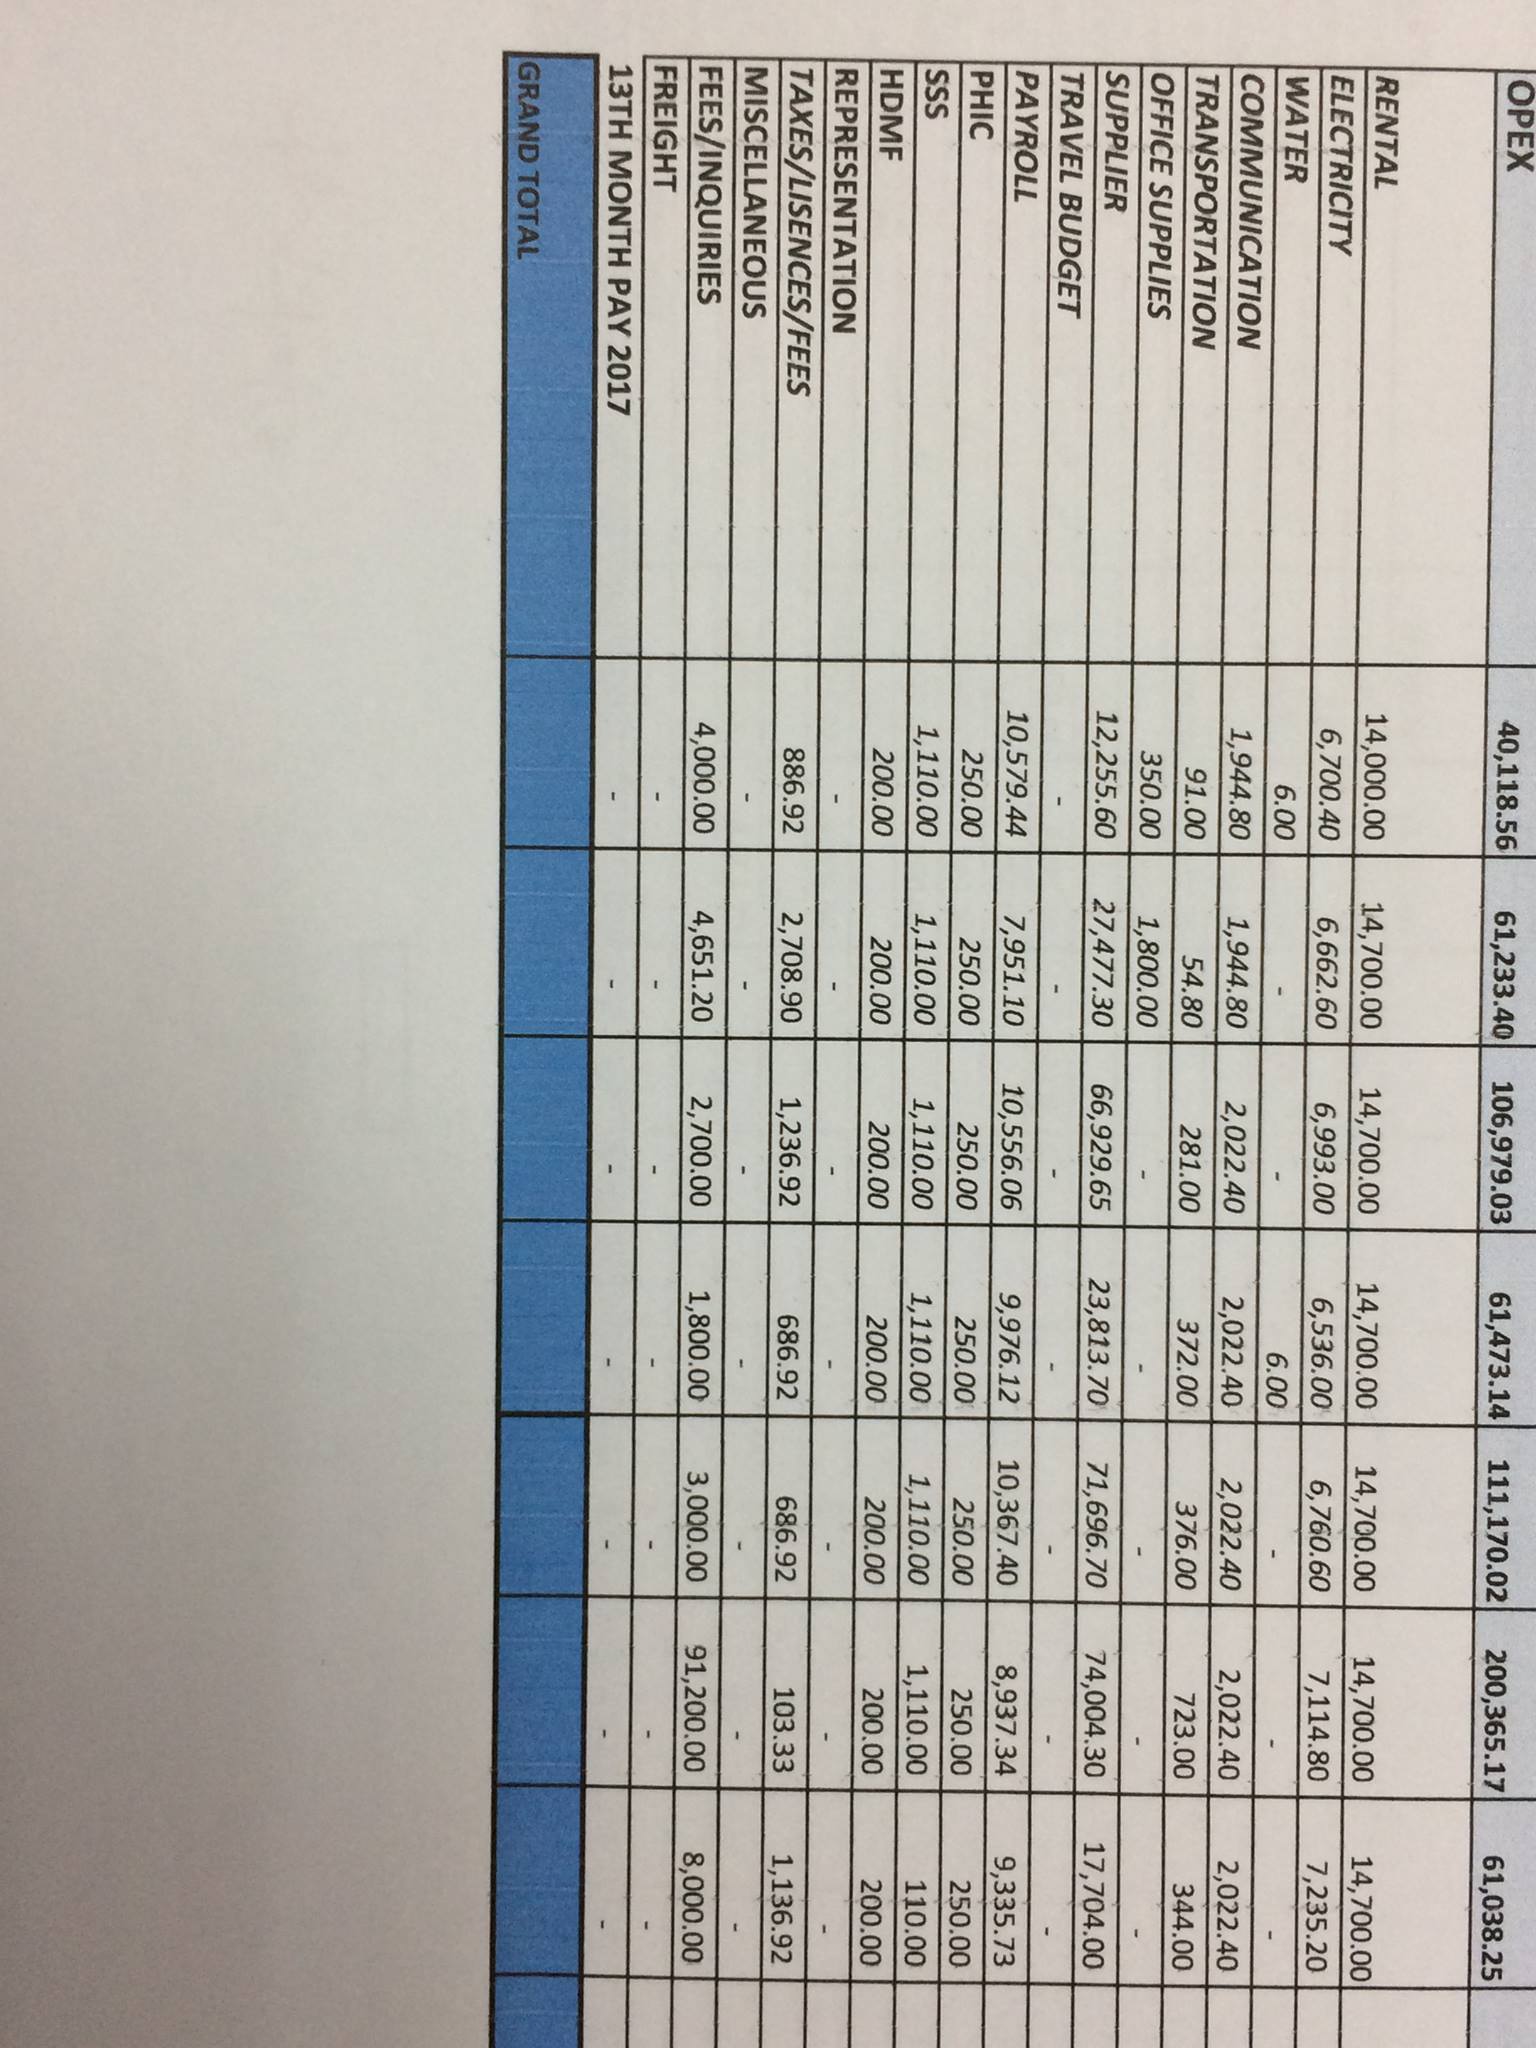 OPEX 40,118.56 61,233.40 106,979.03 61,473.14 111,170.02 200,365.17 61,038.25
RENTAL 14,000.00 14,700.00 14,700.00 14,700.00 14,700.00 14,700.00 14,700.00
ELECTRICITY 6,700.40 6,662.60 6,993.00 6,536.00 6,760.60 7,114.80 7,235.20
WATER 6.00 - - 6.00 - - -
COMMUNICATION 1,944.80 1,944.80 2,022.40 2,022.40 2,022.40 2,022.40 2,022.40
TRANSPORTATION 91.00 54.80 281.00 372.00 376.00 723.00 344.00
OFFICE SUPPLIES 350.00 1,800.00 - - - - -
SUPPLIER 12,255.60 27,477.30 66,929.65 23,813.70 71,696.70 74,004.30 17,704.00
TRAVEL BUDGET - - - - - - -
PAYROLL 10,579.44 7,951.10 10,556.06 9,976.12 10,367.40 8,937.34 9,335.73
PHIC 250.00 250.00 250.00 250.00 250.00 250.00 250.00
SSS 1,110.00 1,110.00 1,110.00 1,110.00 1,110.00 1,110.00 110.00
HDMF 200.00 200.00 200.00 200.00 200.00 200.00 200.00
REPRESENTATION - - - - - - -
TAXES/LISENCES/FEES 886.92 2,708.90 1,236.92 686.92 686.92 103.33 1,136.92
MISCELLANEOUS - - - - - - -
FEES/INQUIRIES 4,000.00 4,651.20 2,700.00 1,800.00 3,000.00 91,200.00 8,000.00
FREIGHT - - - - - - -
13TH MONTH PAY 2017 - - - - - - -
GRAND TOTAL